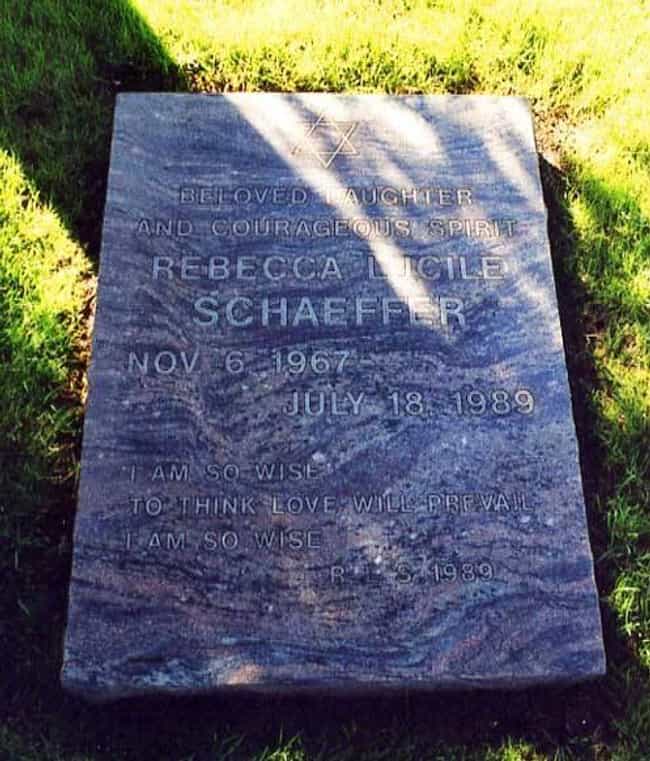 BELOVED DAUGHTER
AND COURAGEOUS SPIRIT
REBECCA LUCILE
SCHAEFFER
NOV 6 1967
JULY 18, 1989
"I AM SO WISE
TO THINK LOVE WILL PREVAIL
I AM SO WISE"
R L S 1989